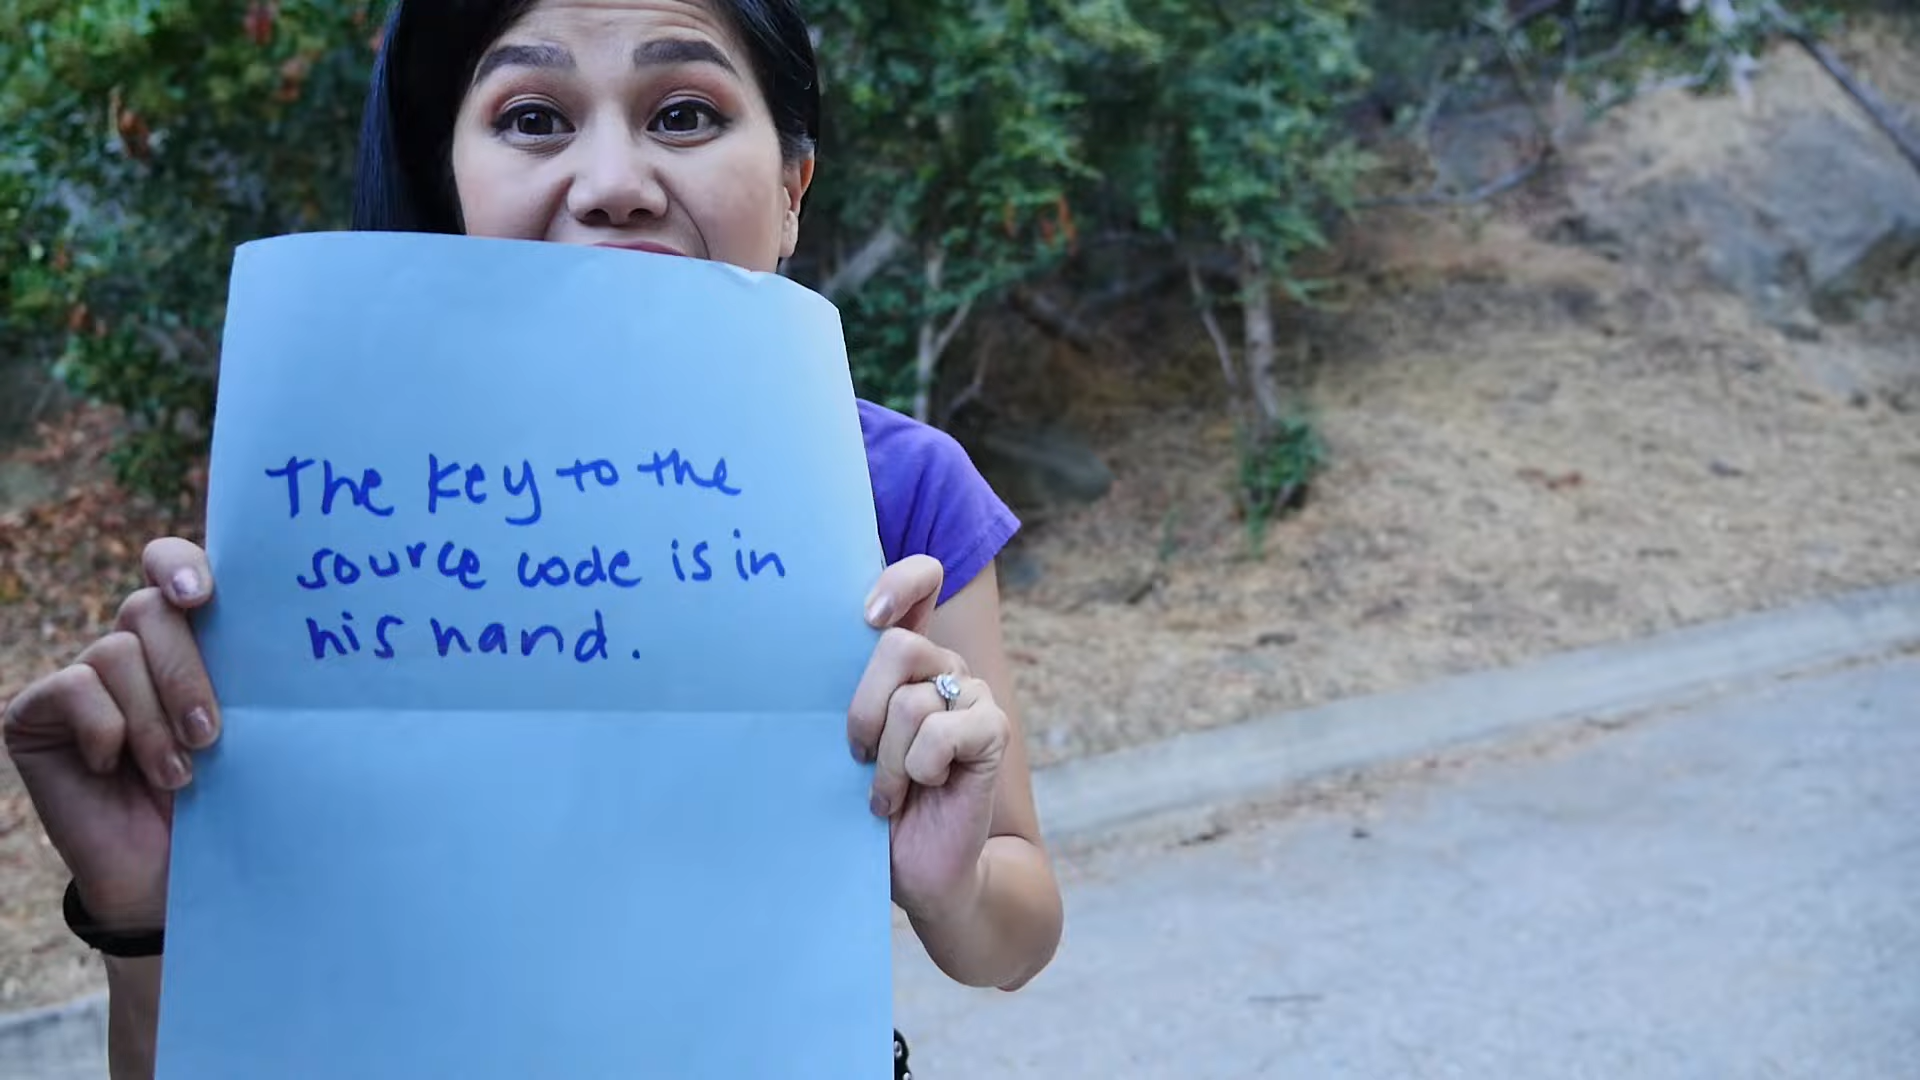 The key to the
source code is in
his hand.